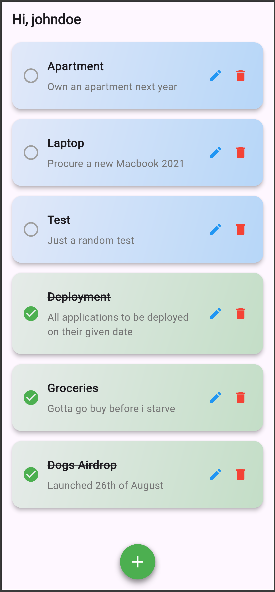 Hi, johndoe
Apartment
Own an apartment next year
Laptop
Procure a new Macbook 2021
Test
Just a random test
Deployment
All applications to be deployed
on their given date
Groceries
Gotta go buy before i starve
Dogs Airdrop
Launched 26th of August